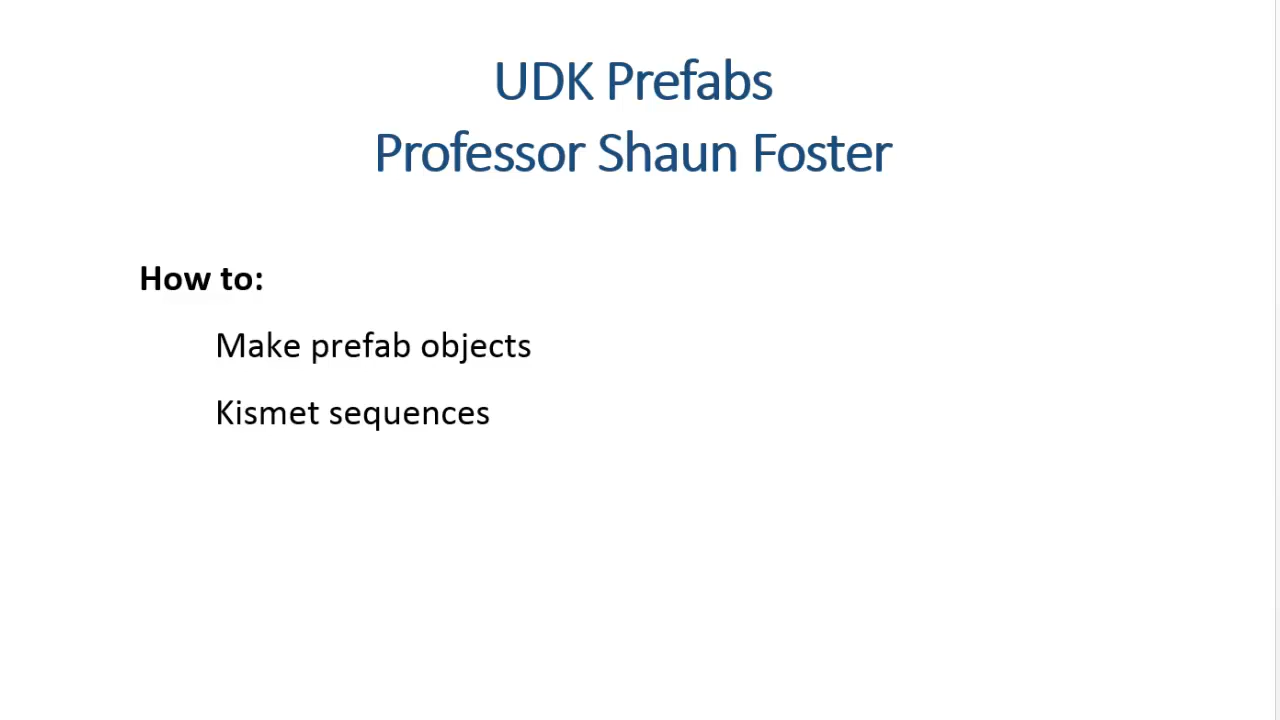 UDK Prefabs
Professor Shaun Foster
How to:
Make prefab objects
Kismet sequences